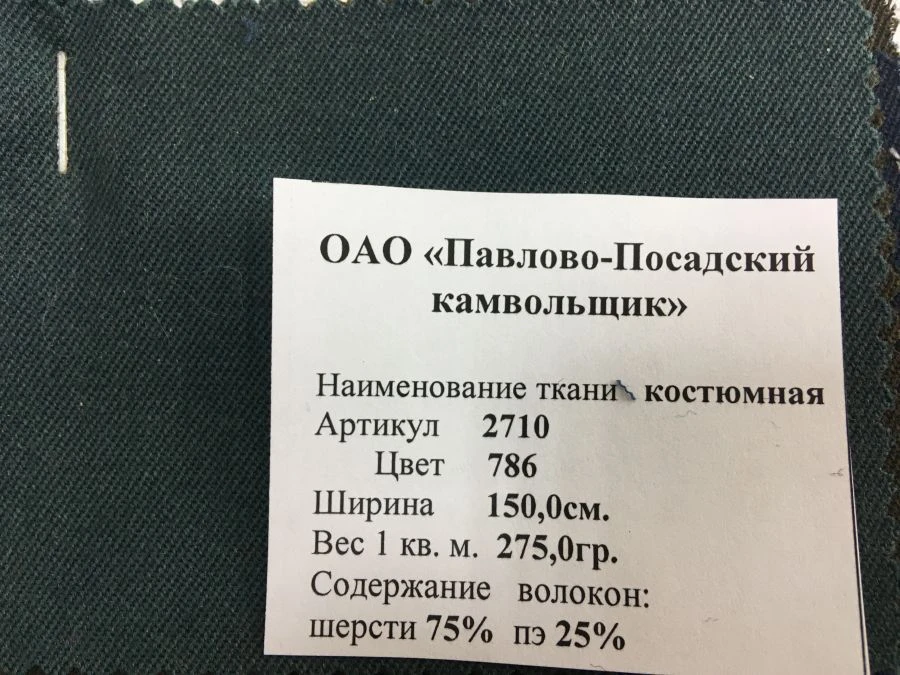 ОАО «Павлово-Посадский
камвольщик»
Наименование ткани костюмная
Артикул 2710
Цвет 786
Ширина 150,0см.
Вес 1 кв. м. 275,0гр.
Содержание волокон:
шерсти 75% пэ 25%